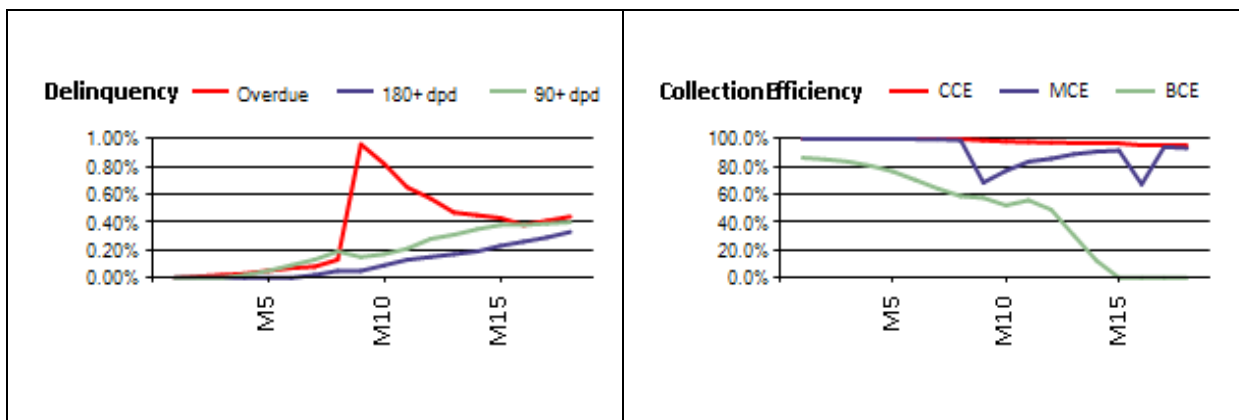 Delinquency Overdue 180+ dpd 90+ dpd
1.00%
0.80%
0.60%
0.40%
0.20%
0.00%
M5
M10
M15
Collection Efficiency CCE MCE BCE
100.0%
80.0%
60.0%
40.0%
20.0%
0.0%
M5
M10
M15